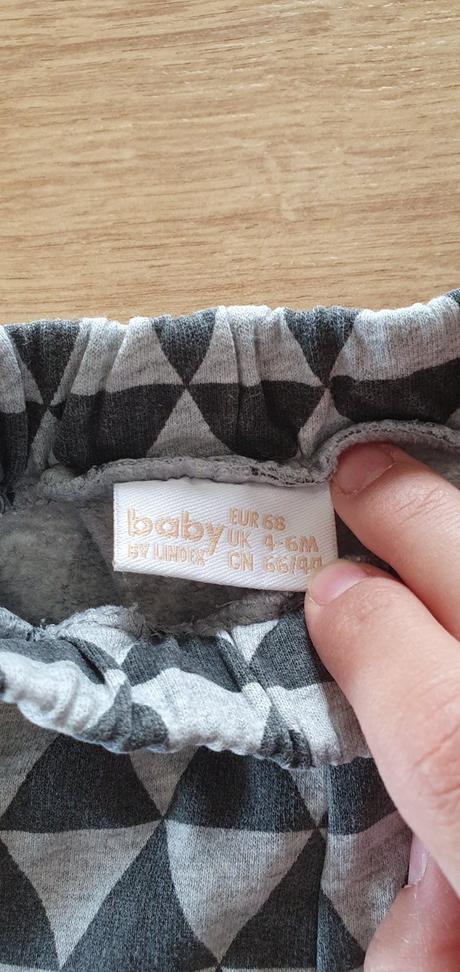 baby
BY LINDEX
EUR 68
UK 4-6M
CN 66/44